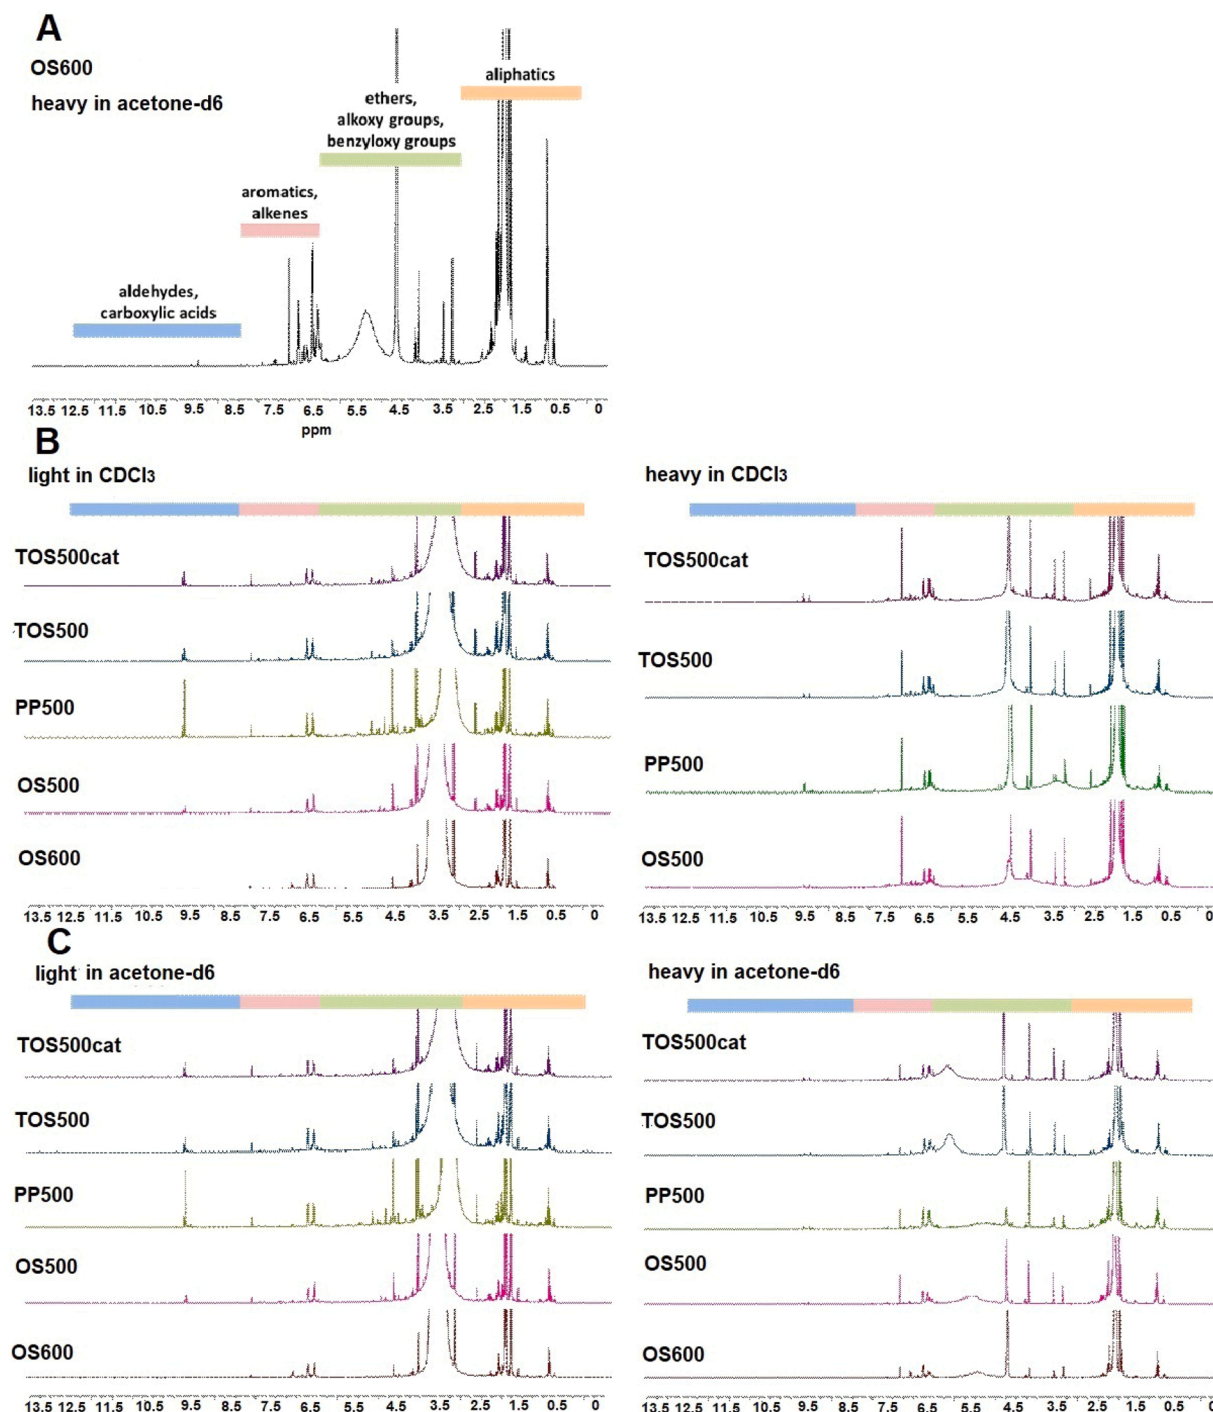 A
OS600
heavy in acetone-d6
aliphatics
ethers,
alkoxy groups,
benzyloxy groups
aromatics,
alkenes
aldehydes,
carboxylic acids
13.5 12.5 11.5 10.5 9.5 8.5 7.5 6.5 5.5 4.5 3.5 2.5 1.5 0.5 0
ppm
B
light in CDCl3
TOS500cat
TOS500
PP500
OS500
OS600
13.5 12.5 11.5 10.5 9.5 8.5 7.5 6.5 5.5 4.5 3.5 2.5 1.5 0.5 0
heavy in CDCl3
TOS500cat
TOS500
PP500
OS500
13.5 12.5 11.5 10.5 9.5 8.5 7.5 6.5 5.5 4.5 3.5 2.5 1.5 0.5 0
C
light in acetone-d6
TOS500cat
TOS500
PP500
OS500
OS600
13.5 12.5 11.5 10.5 9.5 8.5 7.5 6.5 5.5 4.5 3.5 2.5 1.5 0.5 0
heavy in acetone-d6
TOS500cat
TOS500
PP500
OS500
OS600
13.5 12.5 11.5 10.5 9.5 8.5 7.5 6.5 5.5 4.5 3.5 2.5 1.5 0.5 0